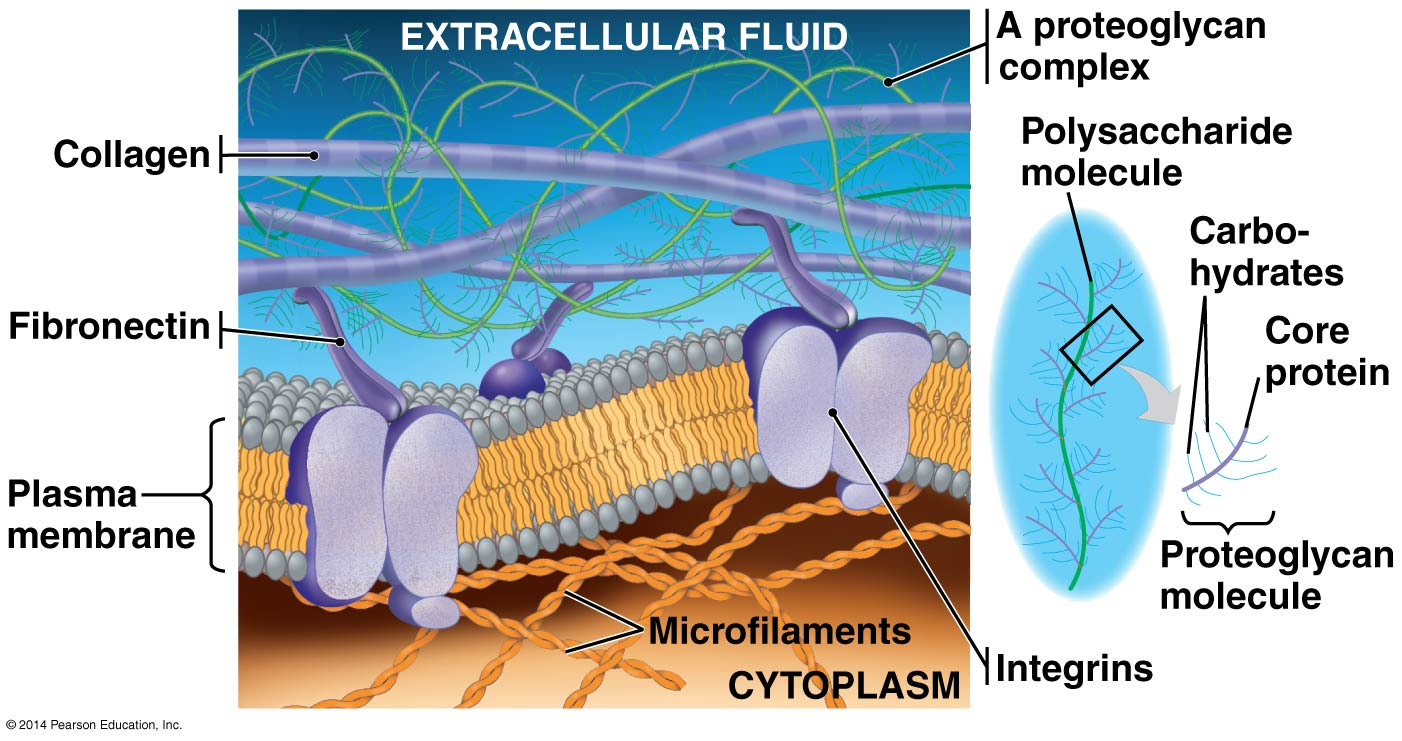 EXTRACELLULAR FLUID
A proteoglycan
complex
Collagen
Polysaccharide
molecule
Carbo-
hydrates
Fibronectin
Core
protein
Plasma
membrane
Proteoglycan
molecule
Microfilaments
Integrins
CYTOPLASM
© 2014 Pearson Education, Inc.